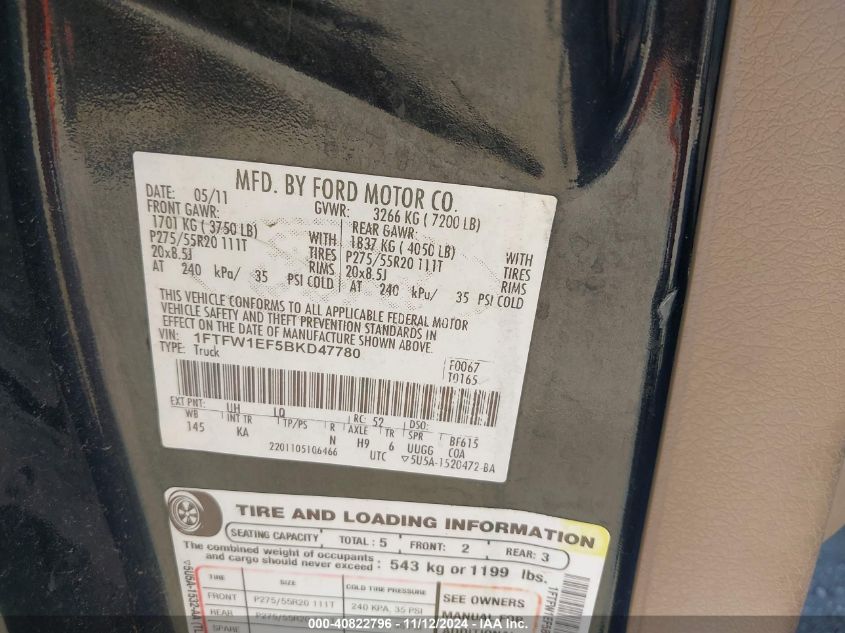 MFD. BY FORD MOTOR CO.
DATE: 05/11 GVWR: 3266 KG ( 7200 LB)
FRONT GAWR: REAR GAWR:
1701 KG ( 3750 LB) WITH 1837 KG ( 4050 LB) WITH
P275/55R20 111T TIRES P275/55R20 111T TIRES
20x8.5J RIMS 20x8.5J RIMS
AT 240 kPa/ 35 PSI COLD AT 240 kPa/ 35 PSI COLD
THIS VEHICLE CONFORMS TO ALL APPLICABLE FEDERAL MOTOR
VEHICLE SAFETY AND THEFT PREVENTION STANDARDS IN
EFFECT ON THE DATE OF MANUFACTURE SHOWN ABOVE.
VIN: 1FTFW1EF5BKD47780
TYPE: Truck
F0067
T0165
EXT PNT: UH LQ RC: 52 DSO:
WB INT TR TP/PS R AXLE TR SPR BF615
145 KA N H9 6 UUGG COA
2201105106466 UTC ▽5U5A-1520472-BA
TIRE AND LOADING INFORMATION
SEATING CAPACITY TOTAL: 5 FRONT: 2 REAR: 3
The combined weight of occupants
and cargo should never exceed: 543 kg or 1199 lbs.
TIRE SIZE COLD TIRE PRESSURE
FRONT P275/55R20 111T 240 KPA, 35 PSI
REAR P275/55R20
SPARE
SEE OWNERS
MANUAL
--40822796 -- 11/12/2024 -- IAA Inc.